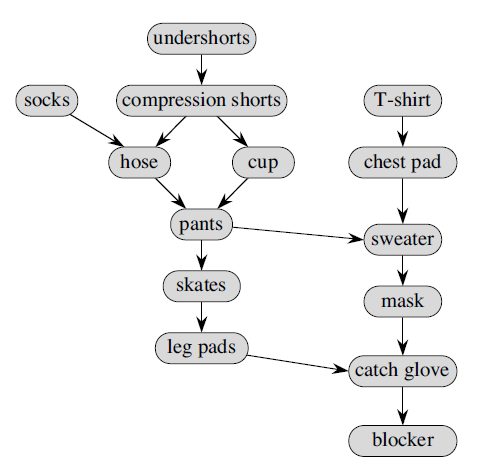 undershorts
socks
compression shorts
T-shirt
hose
cup
chest pad
pants
sweater
skates
mask
leg pads
catch glove
blocker